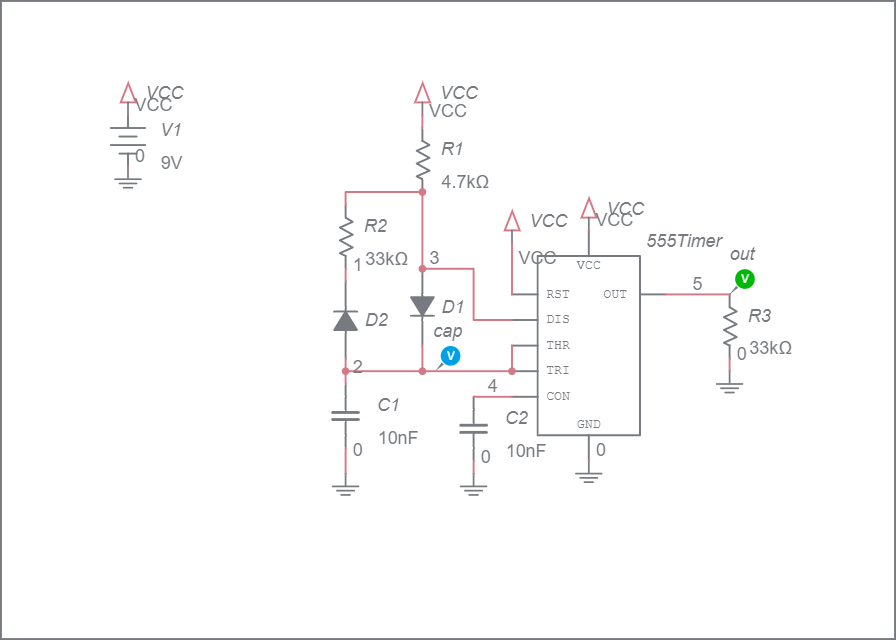 VCC
VCC
V1
0
9V
VCC
VCC
R1
4.7kΩ
R2
1
33kΩ
3
D1
D2
cap
V
2
C1
10nF
0
4
C2
10nF
0
VCC
VCC
VCC
VCC
555Timer
VCC
RST
OUT
DIS
THR
TRI
CON
GND
0
5
out
V
R3
0
33kΩ